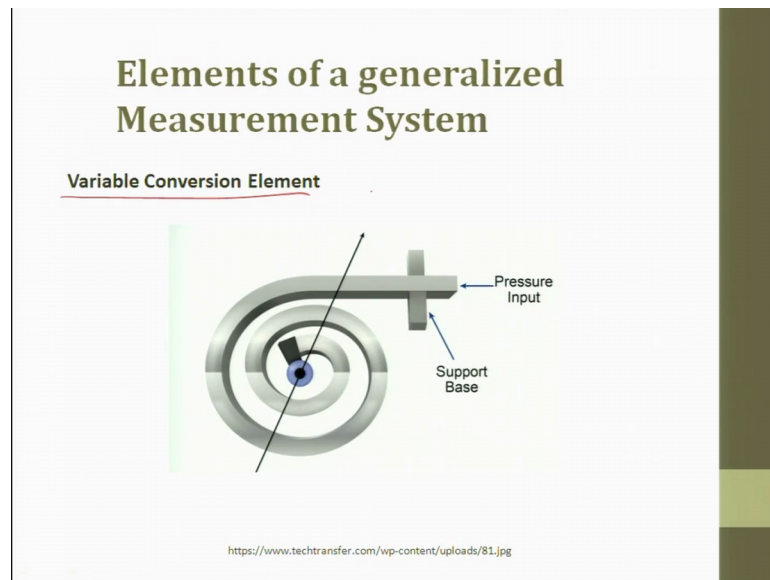 Elements of a generalized
Measurement System
Variable Conversion Element
Pressure
Input
Support
Base
https://www.techtransfer.com/wp-content/uploads/81.jpg